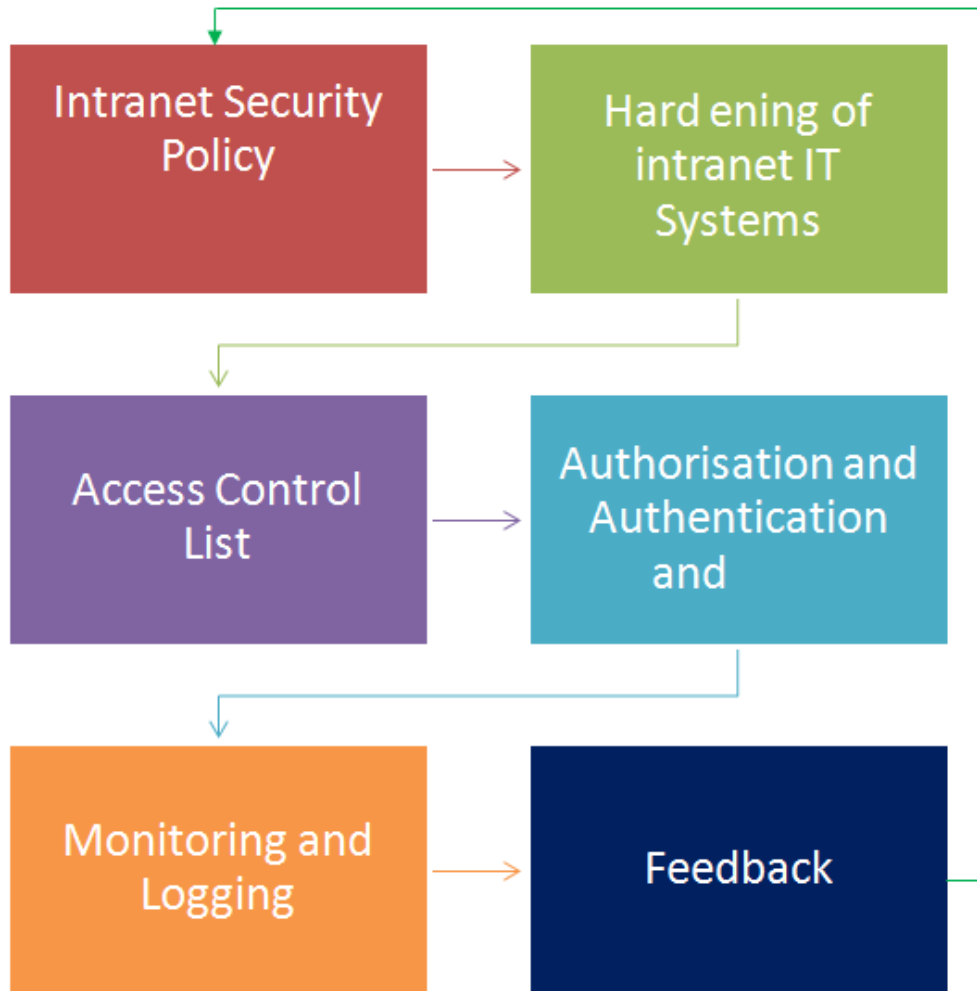 Intranet Security
Policy
Hard ening of
intranet IT
Systems
Access Control
List
Authorisation and
Authentication
and
Monitoring and
Logging
Feedback